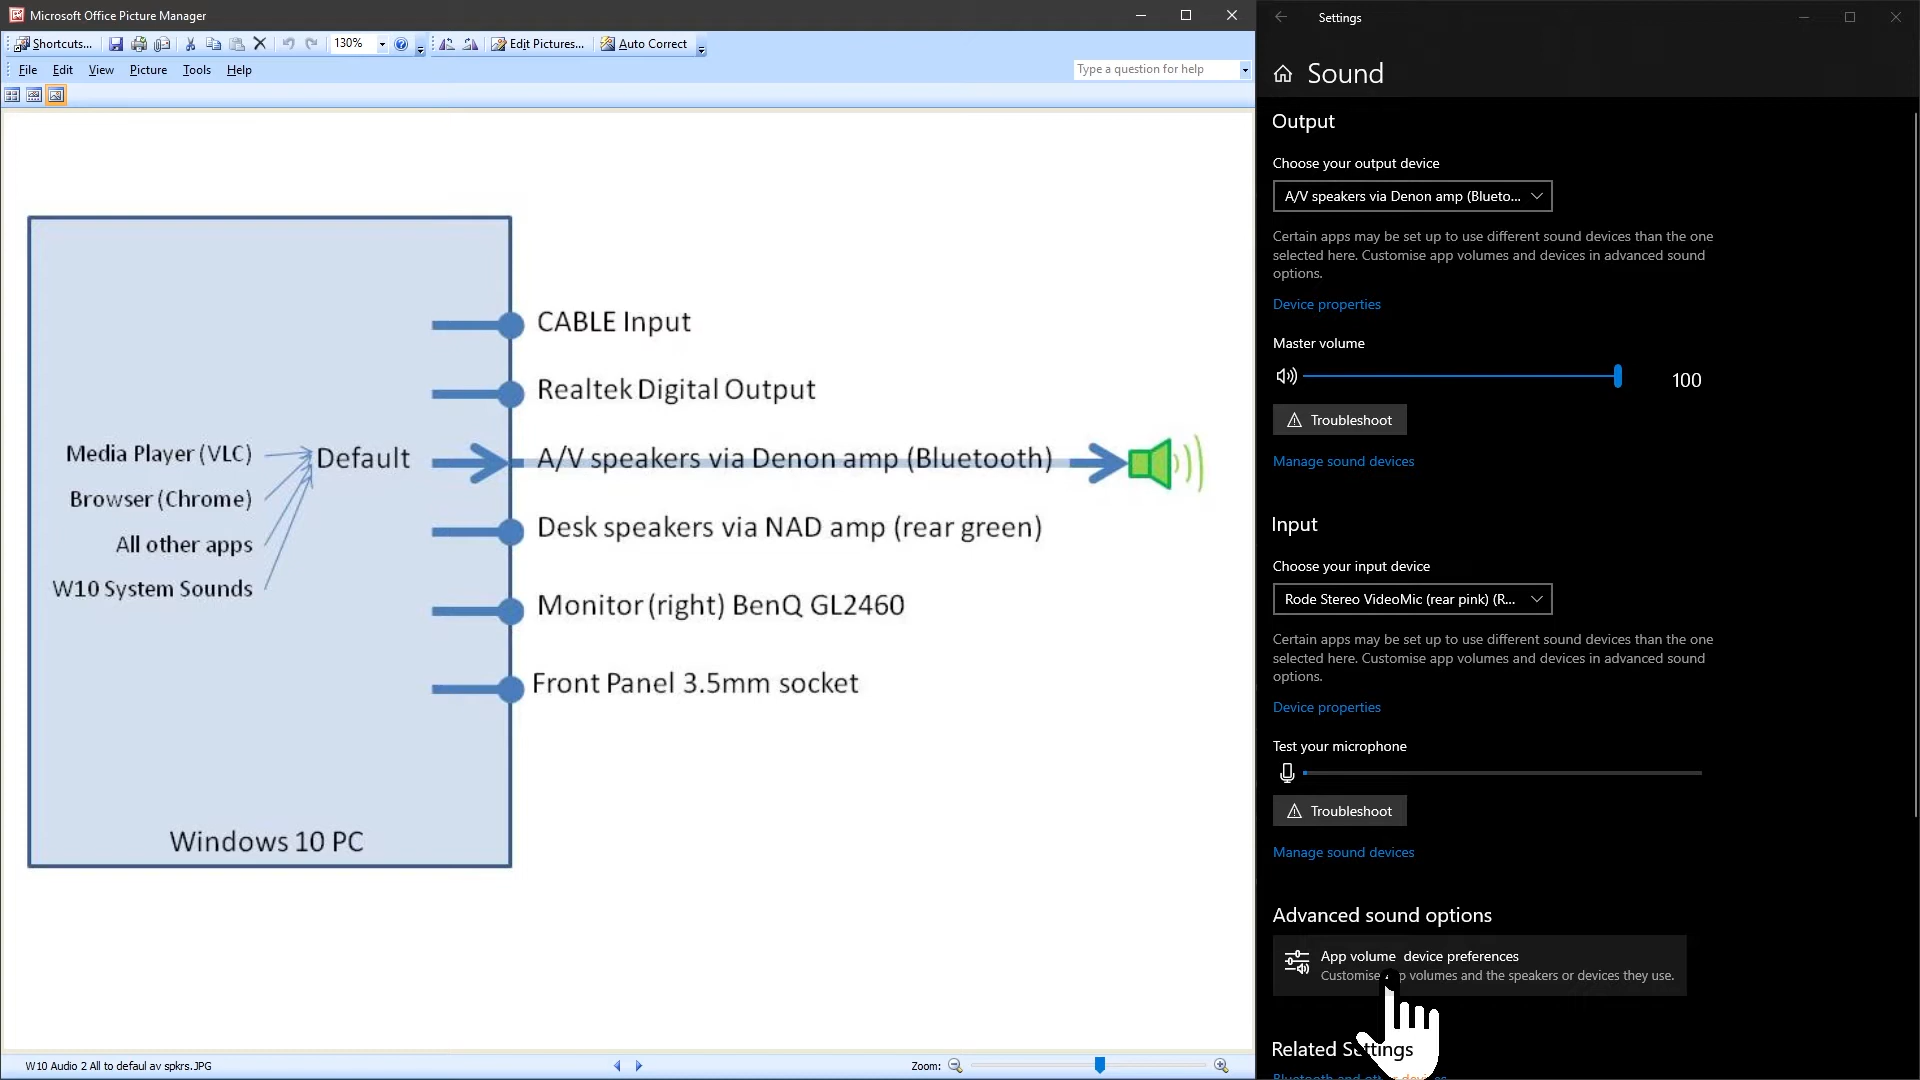 Microsoft Office Picture Manager
Shortcuts...
130%
Edit Pictures...
Auto Correct
File Edit View Picture Tools Help
Type a question for help
CABLE Input
Realtek Digital Output
Media Player (VLC)
Default
A/V speakers via Denon amp (Bluetooth)
Browser (Chrome)
All other apps
Desk speakers via NAD amp (rear green)
W10 System Sounds
Monitor (right) BenQ GL2460
Front Panel 3.5mm socket
Windows 10 PC
W10 Audio 2 All to defaul av spkrs.JPG
Zoom:
Settings
Sound
Output
Choose your output device
A/V speakers via Denon amp (Blueto...
Certain apps may be set up to use different sound devices than the one
selected here. Customise app volumes and devices in advanced sound
options.
Device properties
Master volume
100
Troubleshoot
Manage sound devices
Input
Choose your input device
Rode Stereo VideoMic (rear pink) (R...
Certain apps may be set up to use different sound devices than the one
selected here. Customise app volumes and devices in advanced sound
options.
Device properties
Test your microphone
Troubleshoot
Manage sound devices
Advanced sound options
App volume device preferences
Customise volumes and the speakers or devices they use.
Related Settings
Bluetooth and other devices